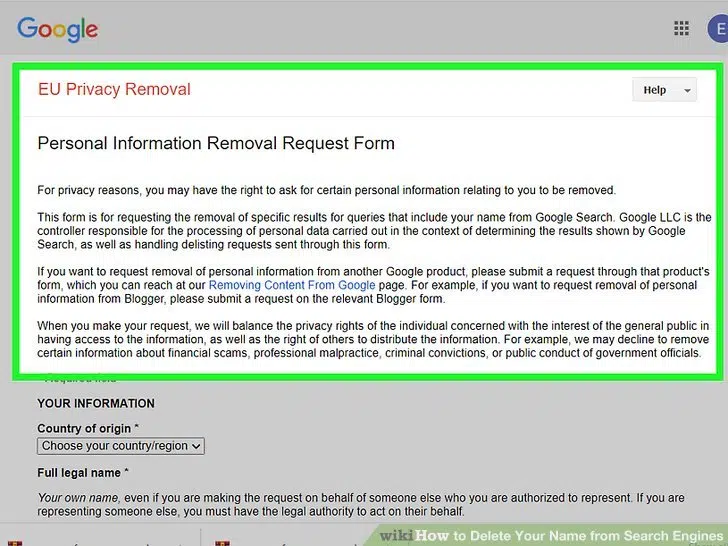 Google
E
EU Privacy Removal
Help
Personal Information Removal Request Form
For privacy reasons, you may have the right to ask for certain personal information relating to you to be removed.
This form is for requesting the removal of specific results for queries that include your name from Google Search. Google LLC is the
controller responsible for the processing of personal data carried out in the context of determining the results shown by Google
Search, as well as handling delisting requests sent through this form.
If you want to request removal of personal information from another Google product, please submit a request through that product's
form, which you can reach at our Removing Content From Google page. For example, if you want to request removal of personal
information from Blogger, please submit a request on the relevant Blogger form.
When you make your request, we will balance the privacy rights of the individual concerned with the interest of the general public in
having access to the information, as well as the right of others to distribute the information. For example, we may decline to remove
certain information about financial scams, professional malpractice, criminal convictions, or public conduct of government officials.
* Required field
YOUR INFORMATION
Country of origin *
Choose your country/region
Full legal name *
Your own name, even if you are making the request on behalf of someone else who you are authorized to represent. If you are
representing someone else, you must have the legal authority to act on their behalf.
wikiHow to Delete Your Name from Search Engines